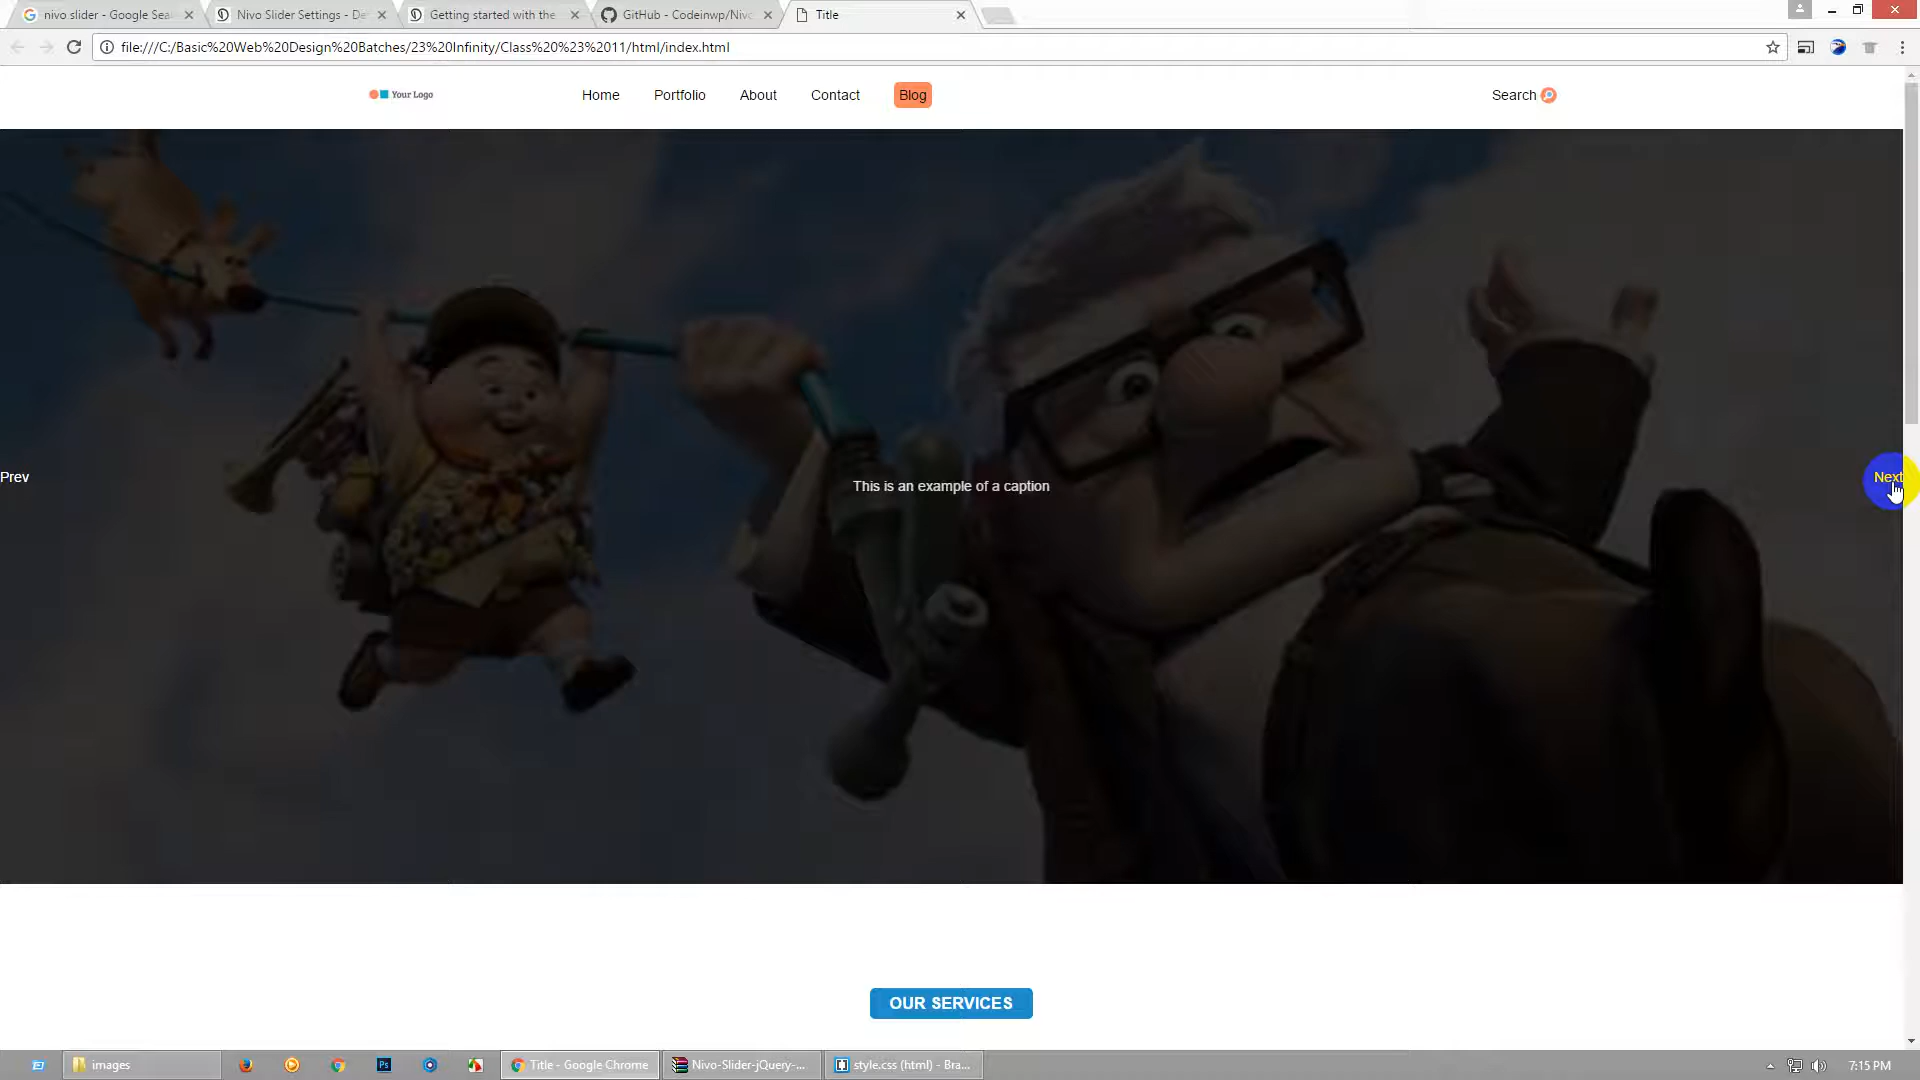 nivo slider - Google Sea
Nivo Slider Settings - De
Getting started with the
GitHub - Codeinwp/Nivo
Title
file:///C:/Basic%20Web%20Design%20Batches/23%20Infinity/Class%20%23%2011/html/index.html
Your Logo
Home
Portfolio
About
Contact
Blog
Search
Prev
This is an example of a caption
Next
OUR SERVICES
images
Ps
Title - Google Chrome
Nivo-Slider-jQuery-...
style.css (html) - Bra...
7:15 PM